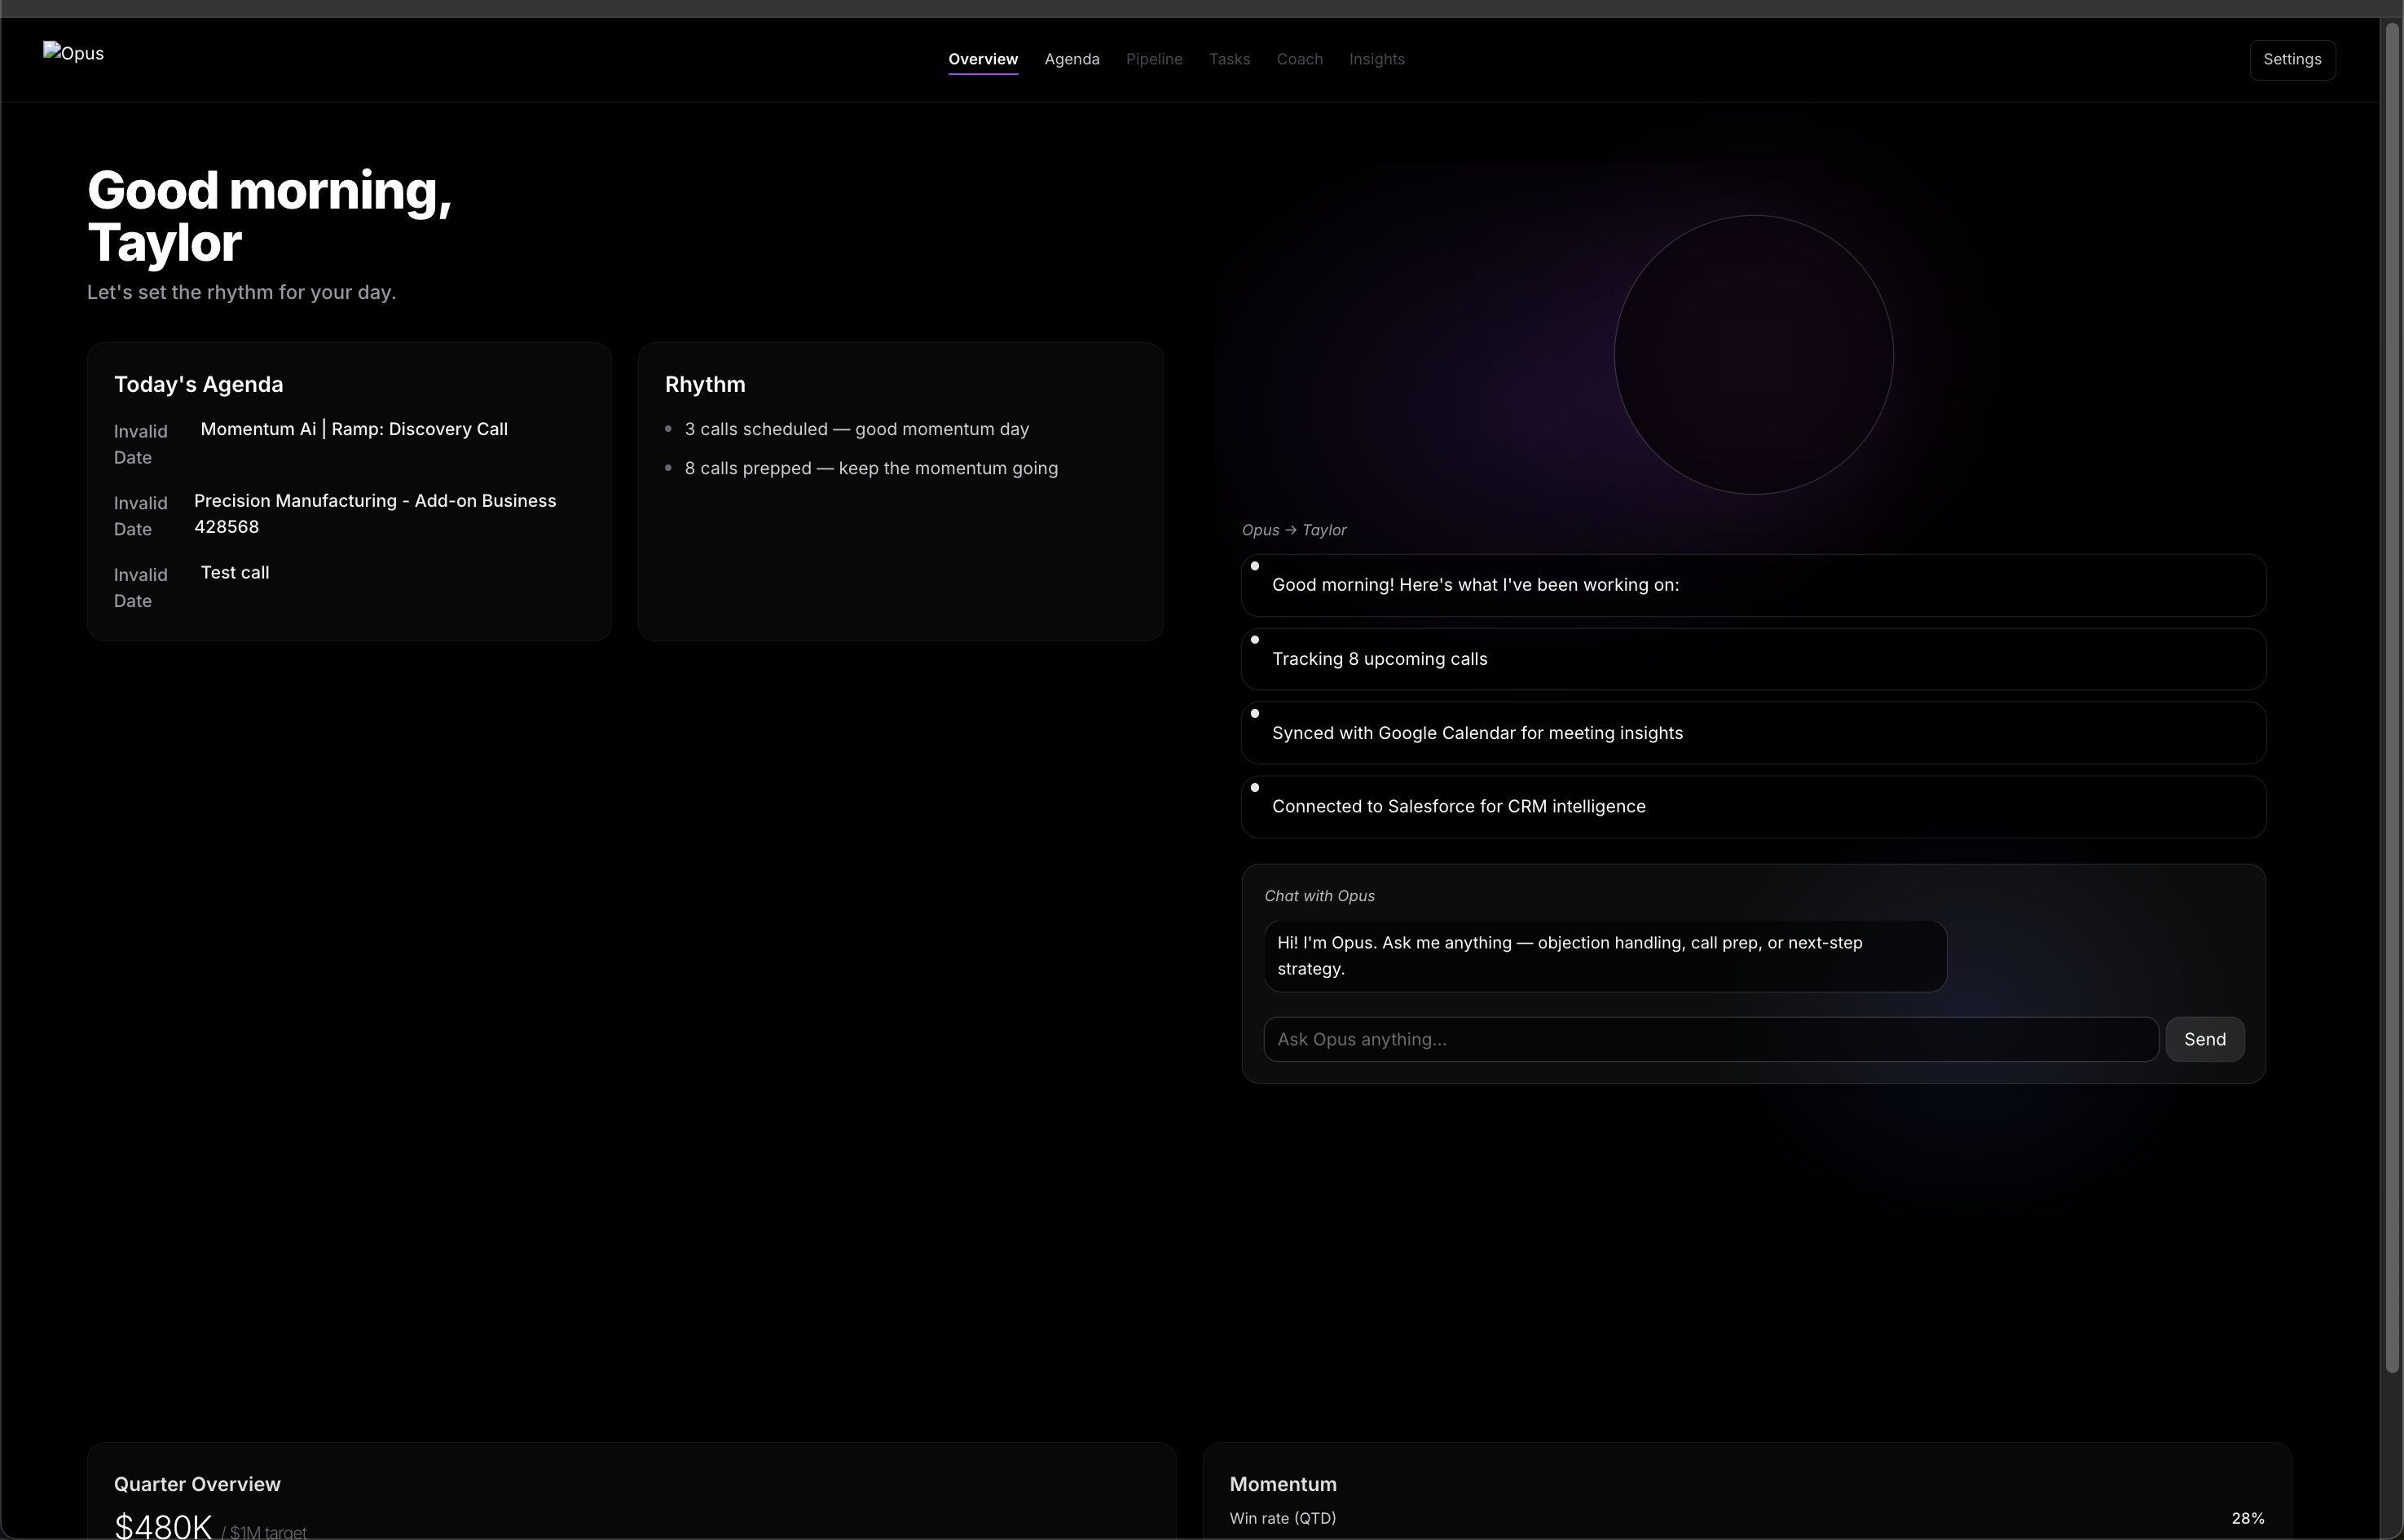 Opus
Overview
Agenda
Pipeline
Tasks
Coach
Insights
Settings
Good morning,
Taylor
Let's set the rhythm for your day.
Today's Agenda
Invalid
Date
Momentum Ai | Ramp: Discovery Call
Invalid
Date
Precision Manufacturing - Add-on Business
428568
Invalid
Date
Test call
Rhythm
3 calls scheduled — good momentum day
8 calls prepped — keep the momentum going
Opus → Taylor
Good morning! Here's what I've been working on:
Tracking 8 upcoming calls
Synced with Google Calendar for meeting insights
Connected to Salesforce for CRM intelligence
Chat with Opus
Hi! I'm Opus. Ask me anything — objection handling, call prep, or next-step
strategy.
Ask Opus anything...
Send
Quarter Overview
$480K / $1M target
Momentum
Win rate (QTD)
28%